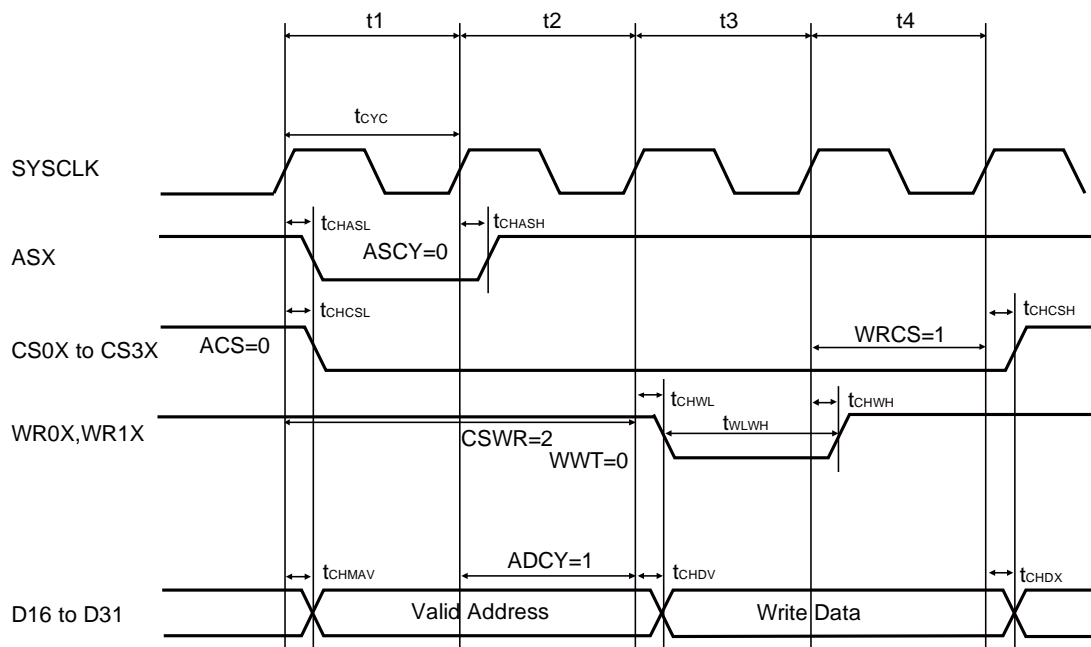 t1 t2 t3 t4
tCYC
SYSCLK
tCHASL tCHASH
ASCY=0
ASX
tCHCSL tCHCSH
ACS=0 WRCS=1
CS0X to CS3X
tCHWL tCHWH
tWLWH
WR0X,WR1X
CSWR=2
WWT=0
ADCY=1
tCHMAV tCHDV tCHDX
D16 to D31 Valid Address Write Data